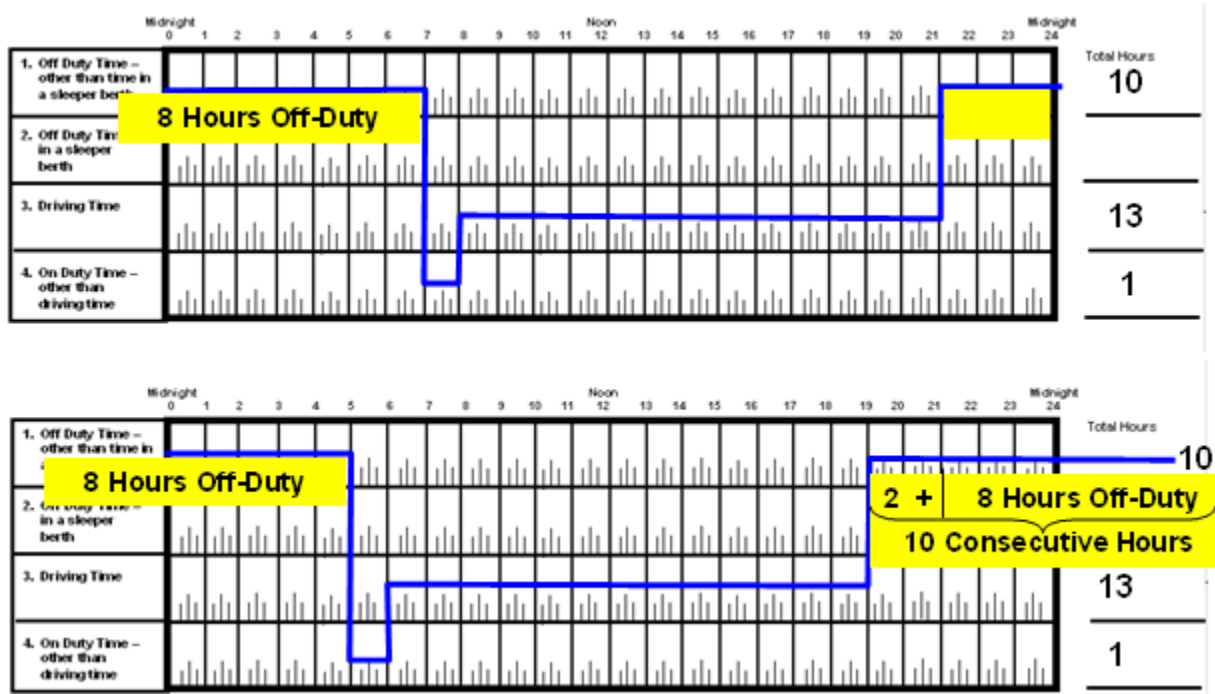 Midnight Noon Midnight
0 1 2 3 4 5 6 7 8 9 10 11 12 13 14 15 16 17 18 19 20 21 22 23 24
Total Hours
1. Off Duty Time –
other than time in
a sleeper berth
10
8 Hours Off-Duty
2. Off Duty Time
in a sleeper
berth
3. Driving Time
13
4. On Duty Time –
other than
driving time
1
Midnight Noon Midnight
0 1 2 3 4 5 6 7 8 9 10 11 12 13 14 15 16 17 18 19 20 21 22 23 24
Total Hours
1. Off Duty Time –
other than time in
a
10
8 Hours Off-Duty
2 + 8 Hours Off-Duty
2. Duty Time –
in a sleeper
berth
10 Consecutive Hours
3. Driving Time
13
4. On Duty Time –
other than
driving time
1